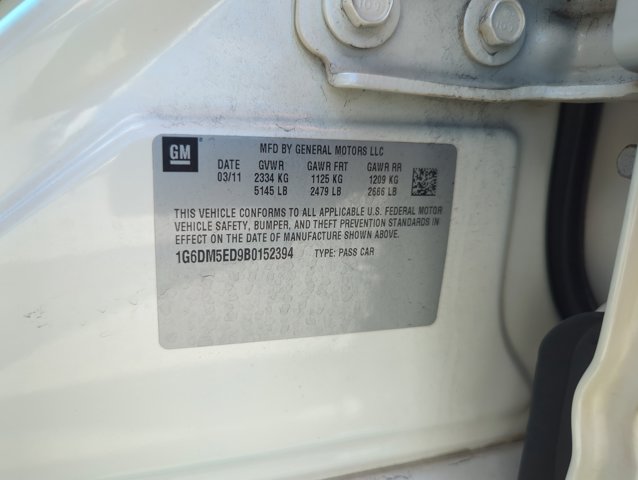 GM
MFD BY GENERAL MOTORS LLC
DATE GVWR GAWR FRT GAWR RR
03/11 2334 KG 1125 KG 1209 KG
5145 LB 2479 LB 2666 LB
THIS VEHICLE CONFORMS TO ALL APPLICABLE U.S. FEDERAL MOTOR
VEHICLE SAFETY, BUMPER, AND THEFT PREVENTION STANDARDS IN
EFFECT ON THE DATE OF MANUFACTURE SHOWN ABOVE.
1G6DM5ED9B0152394 TYPE: PASS CAR